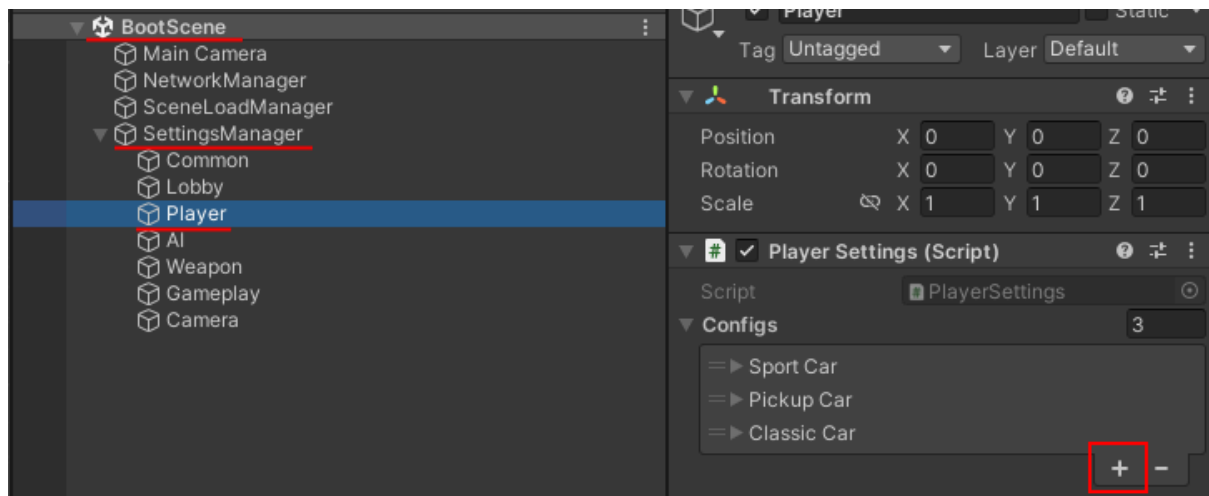 BootScene
Main Camera
NetworkManager
SceneLoadManager
SettingsManager
Common
Lobby
Player
AI
Weapon
Gameplay
Camera
Player Static
Tag Untagged Layer Default
Transform
Position X 0 Y 0 Z 0
Rotation X 0 Y 0 Z 0
Scale X 1 Y 1 Z 1
# Player Settings (Script)
Script PlayerSettings
Configs 3
Sport Car
Pickup Car
Classic Car
+ -